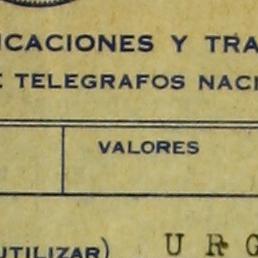 ICACIONES Y TRA
E TELEGRAFOS NACI
VALORES
UTILIZAR) URG